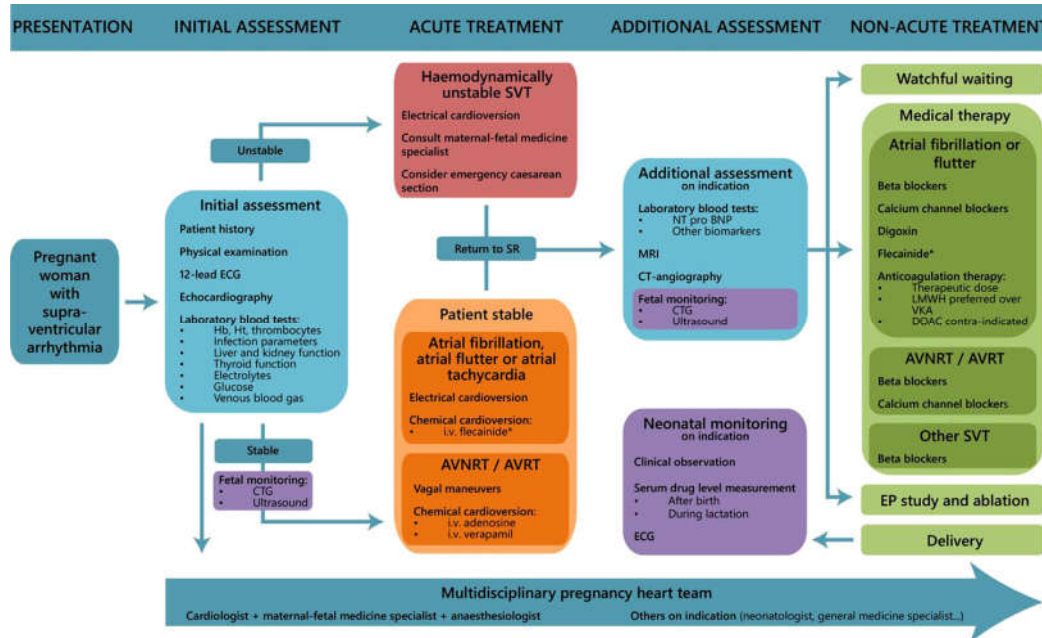 PRESENTATION
INITIAL ASSESSMENT
ACUTE TREATMENT
ADDITIONAL ASSESSMENT
NON-ACUTE TREATMENT
Pregnant
woman
with
supra-
ventricular
arrhythmia
Unstable
Initial assessment
Patient history
Physical examination
12-lead ECG
Echocardiography
Laboratory blood tests:
• Hb, Ht, thrombocytes
• Infection parameters
• Liver and kidney function
• Thyroid function
• Electrolytes
• Glucose
• Venous blood gas
Stable
Fetal monitoring:
• CTG
• Ultrasound
Haemodynamically
unstable SVT
Electrical cardioversion
Consult maternal-fetal medicine
specialist
Consider emergency caesarean
section
Return to SR
Patient stable
Atrial fibrillation,
atrial flutter or atrial
tachycardia
Electrical cardioversion
Chemical cardioversion:
• i.v. flecainide*
AVNRT / AVRT
Vagal maneuvers
Chemical cardioversion:
• i.v. adenosine
• i.v. verapamil
Additional assessment
on indication
Laboratory blood tests:
• NT pro BNP
• Other biomarkers
MRI
CT-angiography
Fetal monitoring:
• CTG
• Ultrasound
Neonatal monitoring
on indication
Clinical observation
Serum drug level measurement
• After birth
• During lactation
ECG
Watchful waiting
Medical therapy
Atrial fibrillation or
flutter
Beta blockers
Calcium channel blockers
Digoxin
Flecainide*
Anticoagulation therapy:
• Therapeutic dose
• LMWH preferred over
VKA
• DOAC contra-indicated
AVNRT / AVRT
Beta blockers
Calcium channel blockers
Other SVT
Beta blockers
EP study and ablation
Delivery
Multidisciplinary pregnancy heart team
Cardiologist + maternal-fetal medicine specialist + anaesthesiologist
Others on indication (neonatologist, general medicine specialist...)